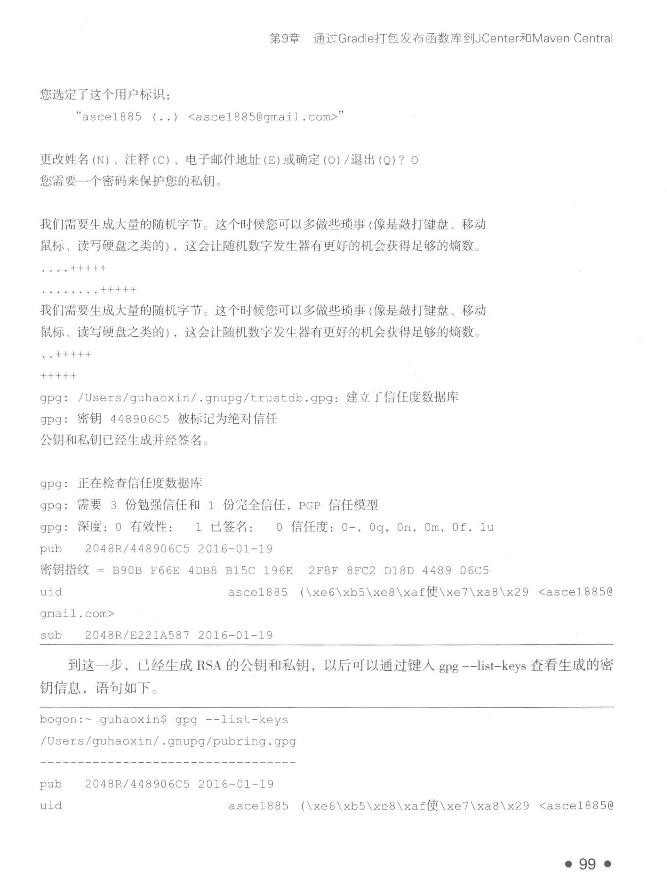 第9章 通过Gradle打包发布函数库到JCenter和Maven Central
您选定了这个用户标识：
“asce1885 (..) <asce1885@gmail.com>”
更改姓名(N)、注释(C)、电子邮件地址(E)或确定(O)/退出(Q)? O
您需要一个密码来保护您的私钥。
我们需要生成大量的随机字节。这个时候您可以多做些琐事(像是敲打键盘、移动
鼠标、读写硬盘之类的)，这会让随机数字发生器有更好的机会获得足够的熵数。
....+++++
........+++++
我们需要生成大量的随机字节。这个时候您可以多做些琐事(像是敲打键盘、移动
鼠标、读写硬盘之类的)，这会让随机数字发生器有更好的机会获得足够的熵数。
..+++++
+++++
gpg: /Users/guhaoxin/.gnupg/trustdb.gpg：建立了信任度数据库
gpg: 密钥 448906C5 被标记为绝对信任
公钥和私钥已经生成并经签名。
gpg: 正在检查信任度数据库
gpg: 需要 3 份勉强信任和 1 份完全信任，PGP 信任模型
gpg: 深度：0 有效性： 1 已签名： 0 信任度：0-，0q，0n，0m，0f，1u
pub 2048R/448906C5 2016-01-19
密钥指纹 = B90B F66E 4DB8 B15C 196E 2F8F 8FC2 D18D 4489 06C5
uid asce1885 (\xe6\xb5\xe8\xaf使\xe7\xa8\x29 <asce1885@
gmail.com>
sub 2048R/E221A587 2016-01-19
到这一步，已经生成 RSA 的公钥和私钥，以后可以通过键入 gpg --list-keys 查看生成的密
钥信息，语句如下。
bogon:~ guhaoxin$ gpg --list-keys
/Users/guhaoxin/.gnupg/pubring.gpg
---------------------------------
pub 2048R/448906C5 2016-01-19
uid asce1885 (\xe6\xb5\xe8\xaf使\xe7\xa8\x29 <asce1885@
• 99 •